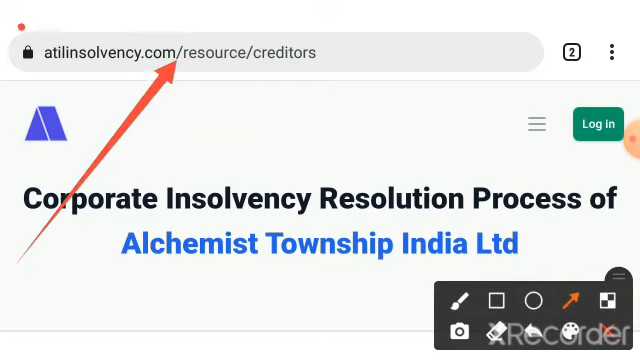 atilinsolvency.com/resource/creditors
2
Log in
Corporate Insolvency Resolution Process of
Alchemist Township India Ltd
XRecorder